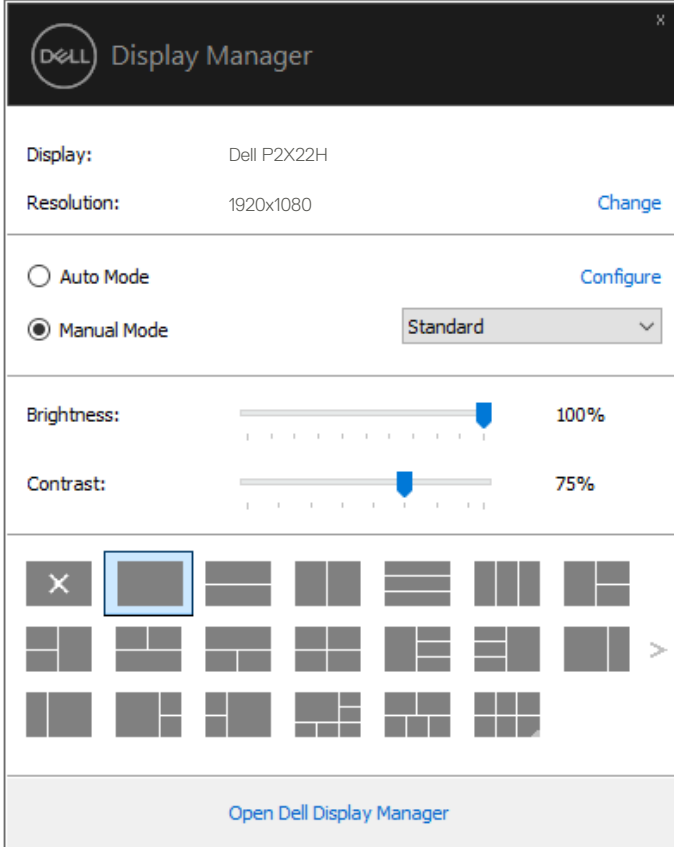 x
DELL Display Manager
Display: Dell P2X22H
Resolution: 1920x1080 Change
Auto Mode Configure
Manual Mode Standard
Brightness: 100%
Contrast: 75%
>
Open Dell Display Manager